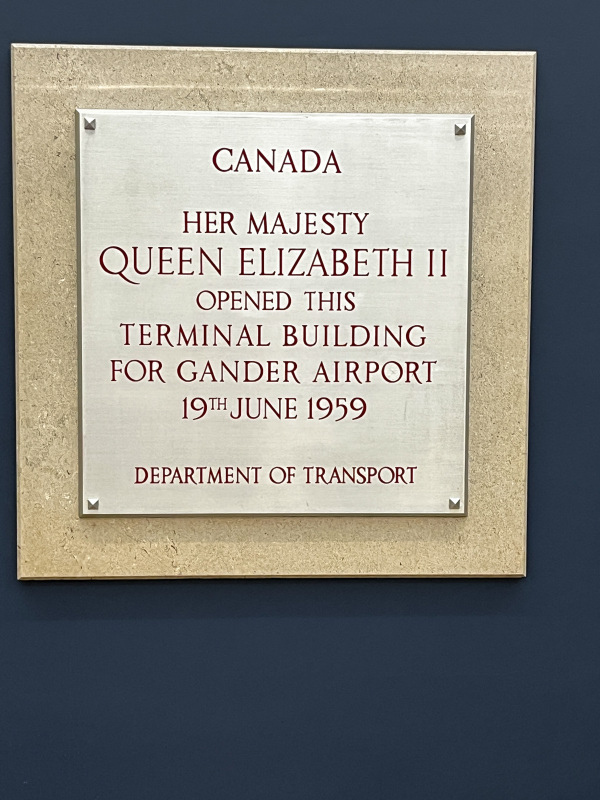 CANADA
HER MAJESTY
QUEEN ELIZABETH II
OPENED THIS
TERMINAL BUILDING
FOR GANDER AIRPORT
19TH JUNE 1959
DEPARTMENT OF TRANSPORT